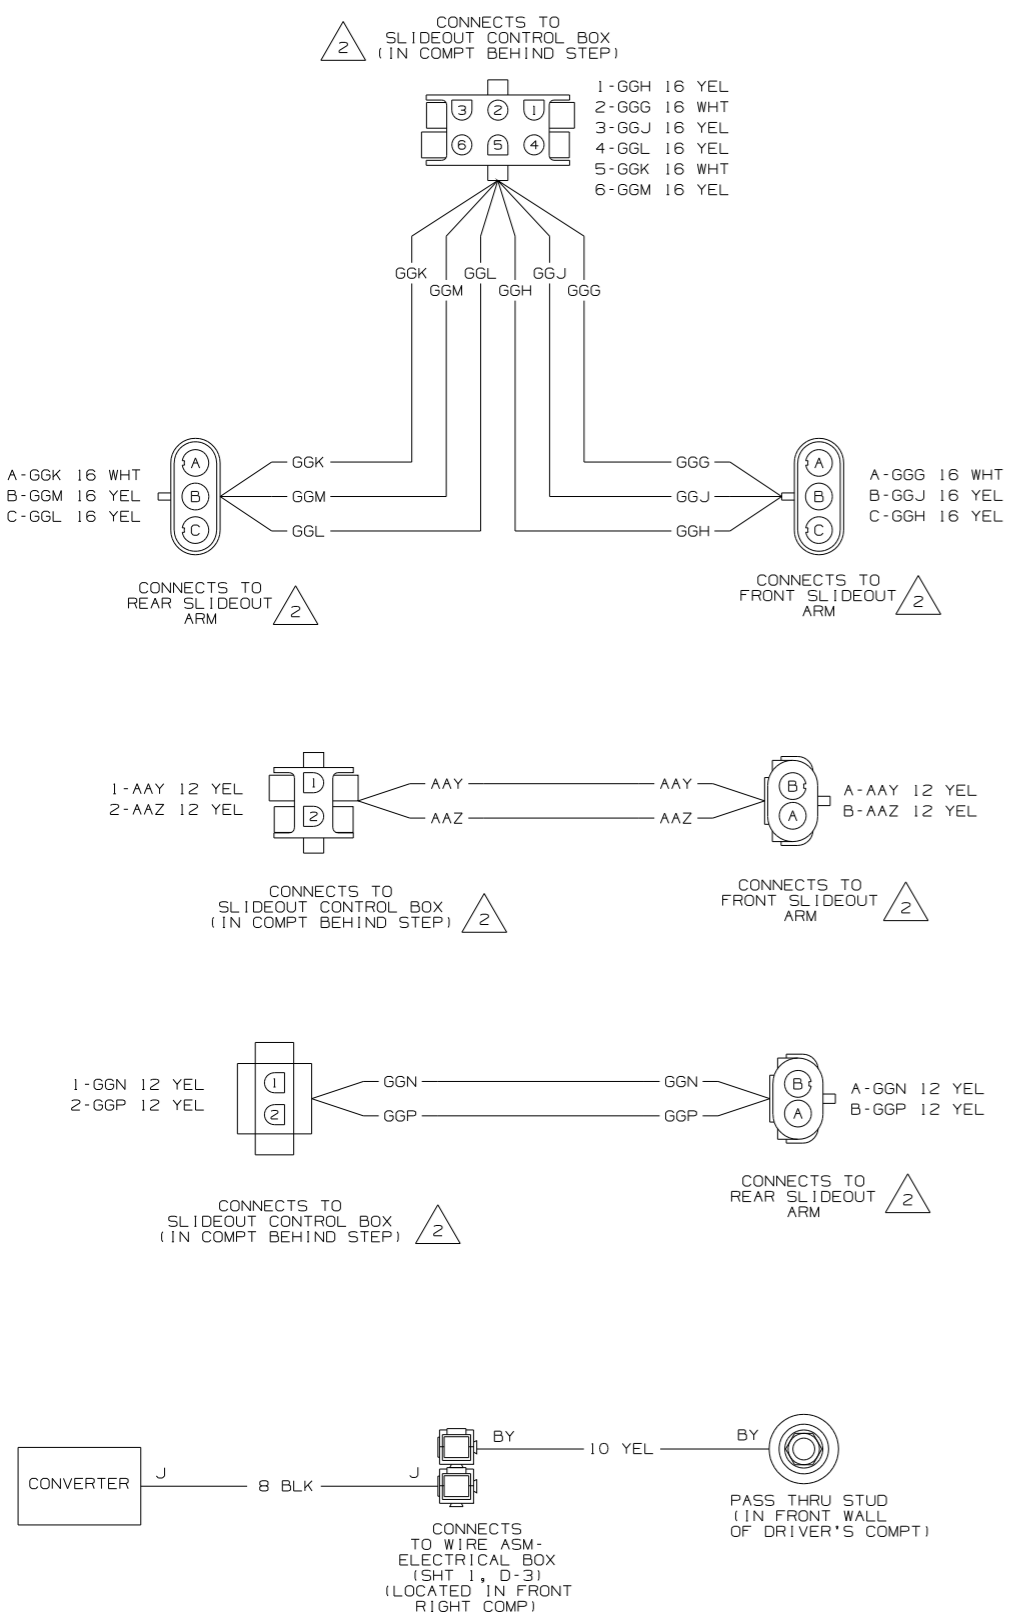 CONNECTS TO
SLIDEOUT CONTROL BOX
(IN COMPT BEHIND STEP)
2
1-GGH 16 YEL
2-GGG 16 WHT
3-GGJ 16 YEL
4-GGL 16 YEL
5-GGK 16 WHT
6-GGM 16 YEL
3 2 1
6 5 4
GGK GGL GGJ
GGM GGH GGG
A-GGK 16 WHT
B-GGM 16 YEL
C-GGL 16 YEL
A
B
C
GGK
GGM
GGL
GGG
GGJ
GGH
A
B
C
A-GGG 16 WHT
B-GGJ 16 YEL
C-GGH 16 YEL
CONNECTS TO
REAR SLIDEOUT
ARM
2
CONNECTS TO
FRONT SLIDEOUT
ARM
2
1-AAY 12 YEL
2-AAZ 12 YEL
1
2
AAY AAY
AAZ AAZ
B
A
A-AAY 12 YEL
B-AAZ 12 YEL
CONNECTS TO
SLIDEOUT CONTROL BOX
(IN COMPT BEHIND STEP)
2
CONNECTS TO
FRONT SLIDEOUT
ARM
2
1-GGN 12 YEL
2-GGP 12 YEL
1
2
GGN GGN
GGP GGP
B
A
A-GGN 12 YEL
B-GGP 12 YEL
CONNECTS TO
SLIDEOUT CONTROL BOX
(IN COMPT BEHIND STEP)
2
CONNECTS TO
REAR SLIDEOUT
ARM
2
CONVERTER
J 8 BLK J
BY 10 YEL BY
CONNECTS
TO WIRE ASM-
ELECTRICAL BOX
(SHT 1, D-3)
(LOCATED IN FRONT
RIGHT COMP)
PASS THRU STUD
(IN FRONT WALL
OF DRIVER'S COMPT)